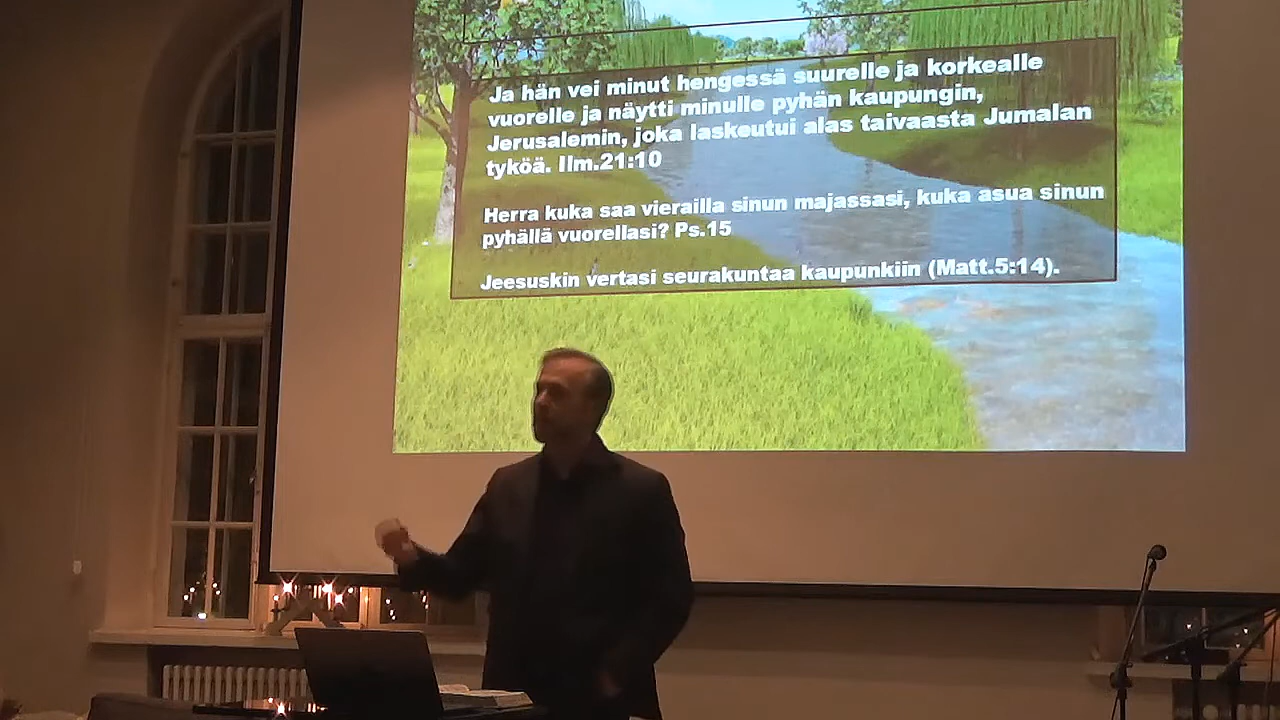 Ja hän vei minut hengessä suurelle ja korkealle
vuorelle ja näytti minulle pyhän kaupungin,
Jerusalemin, joka laskeutui alas taivaasta Jumalan
tyköä. Ilm.21:10
Herra kuka saa vierailla sinun majassasi, kuka asua sinun
pyhällä vuorellasi? Ps.15
Jeesuskin vertasi seurakuntaa kaupunkiin (Matt.5:14).